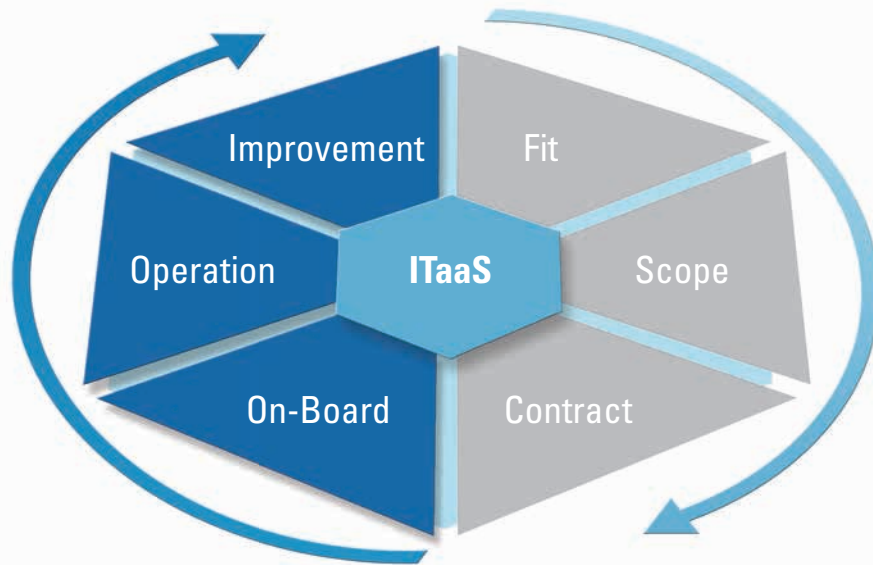 Improvement
Fit
Operation
ITaaS
Scope
On-Board
Contract